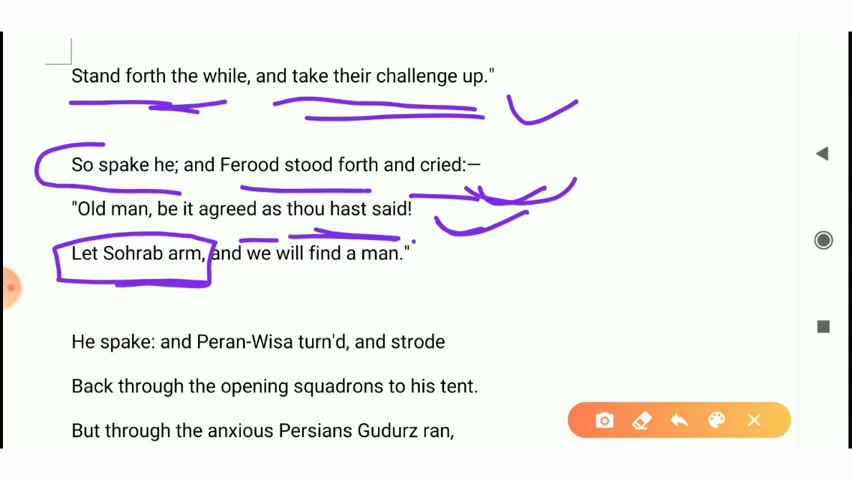 Stand forth the while, and take their challenge up."
So spake he; and Ferood stood forth and cried:—
"Old man, be it agreed as thou hast said!
Let Sohrab arm, and we will find a man."
He spake: and Peran-Wisa turn'd, and strode
Back through the opening squadrons to his tent.
But through the anxious Persians Gudurz ran,